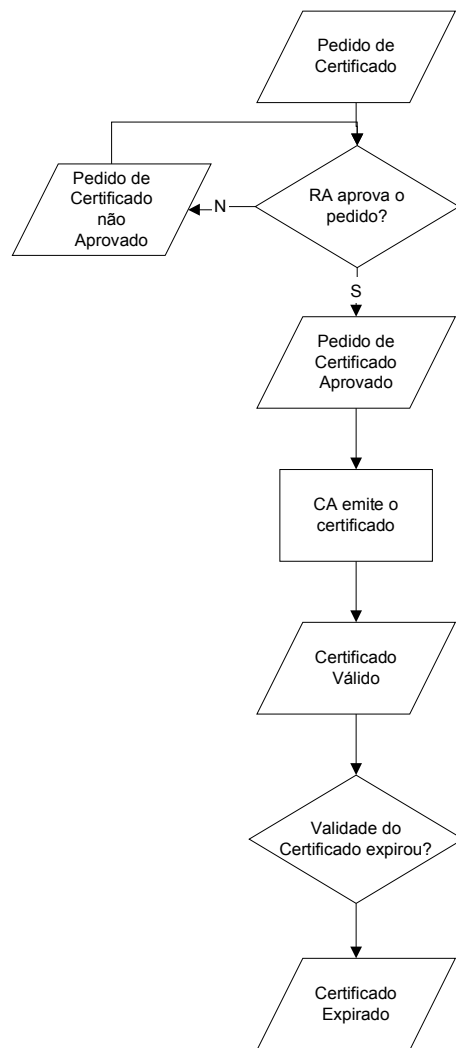 Pedido de
Certificado
Pedido de
Certificado
não
Aprovado
N
RA aprova o
pedido?
S
Pedido de
Certificado
Aprovado
CA emite o
certificado
Certificado
Válido
Validade do
Certificado expirou?
Certificado
Expirado